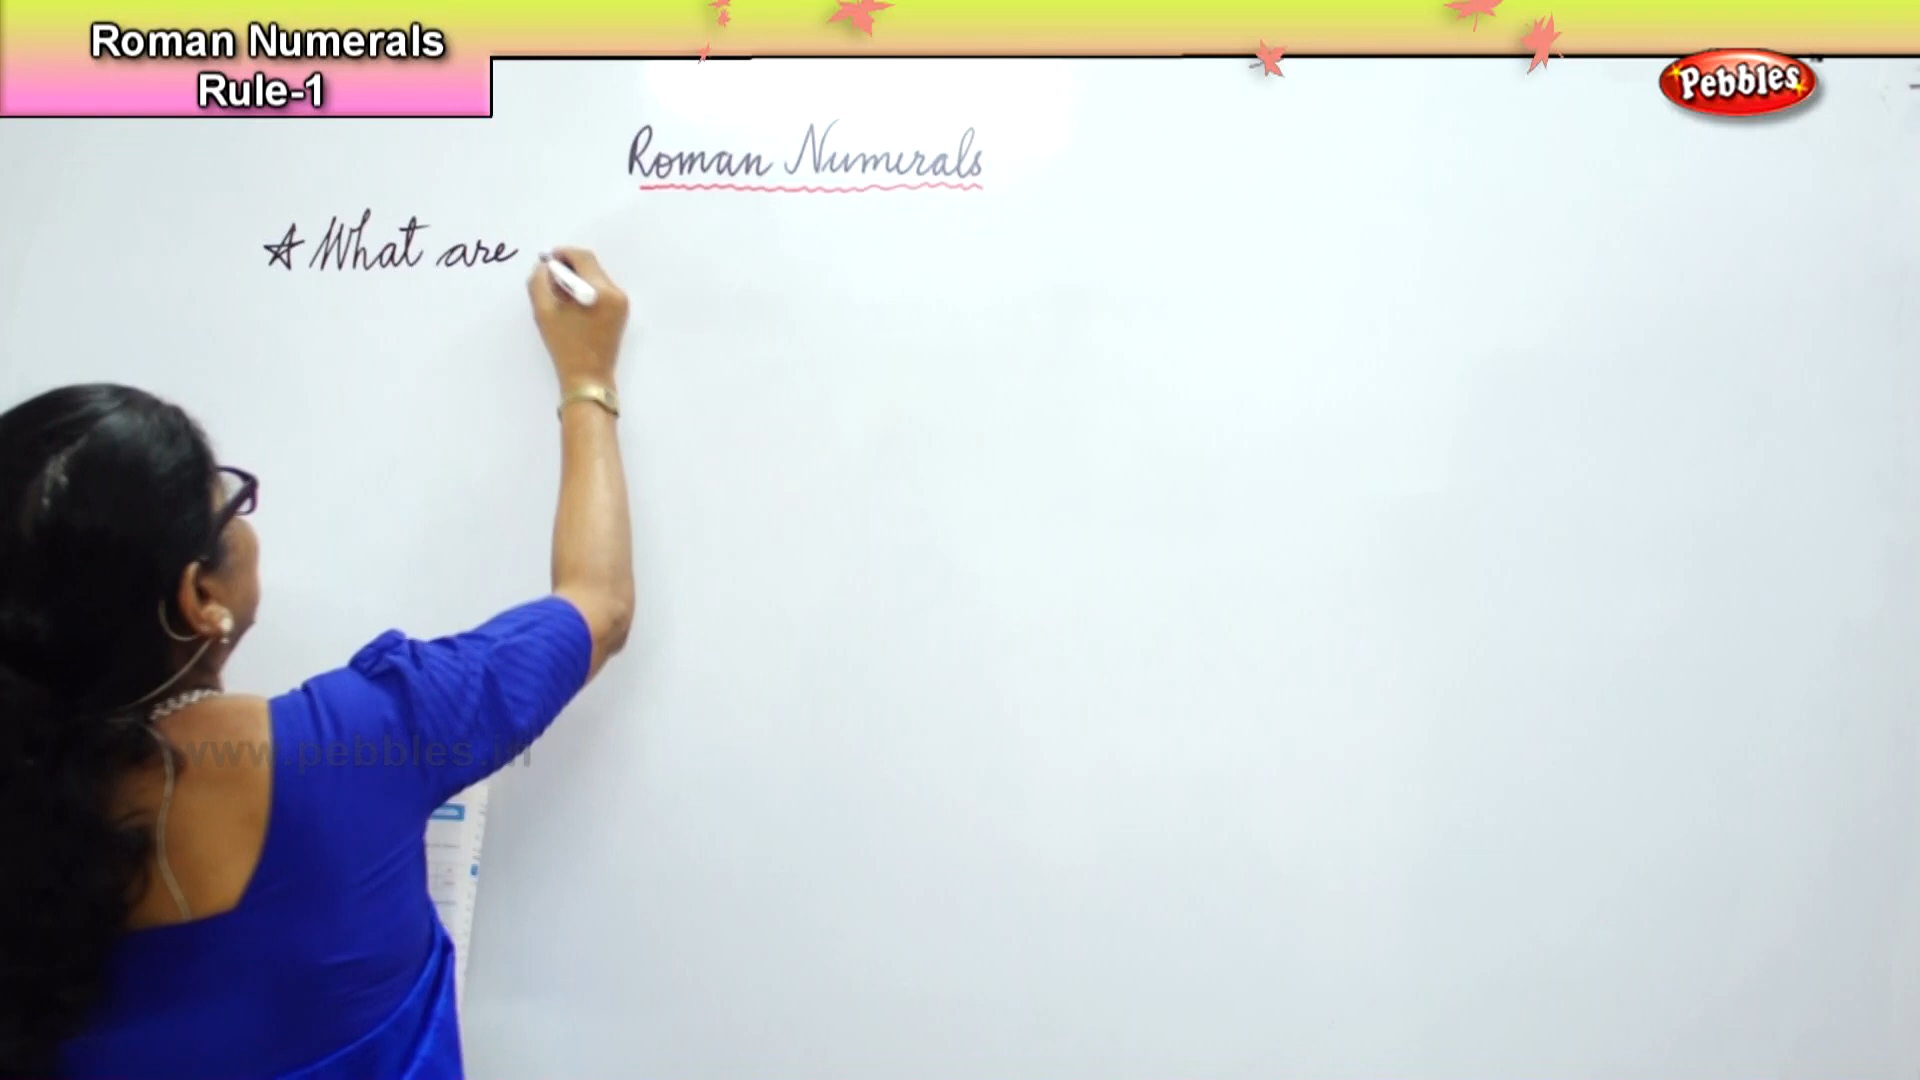 Roman Numerals
Rule-1
Pebbles
Roman Numerals
☆ What are
www.pebbles.in